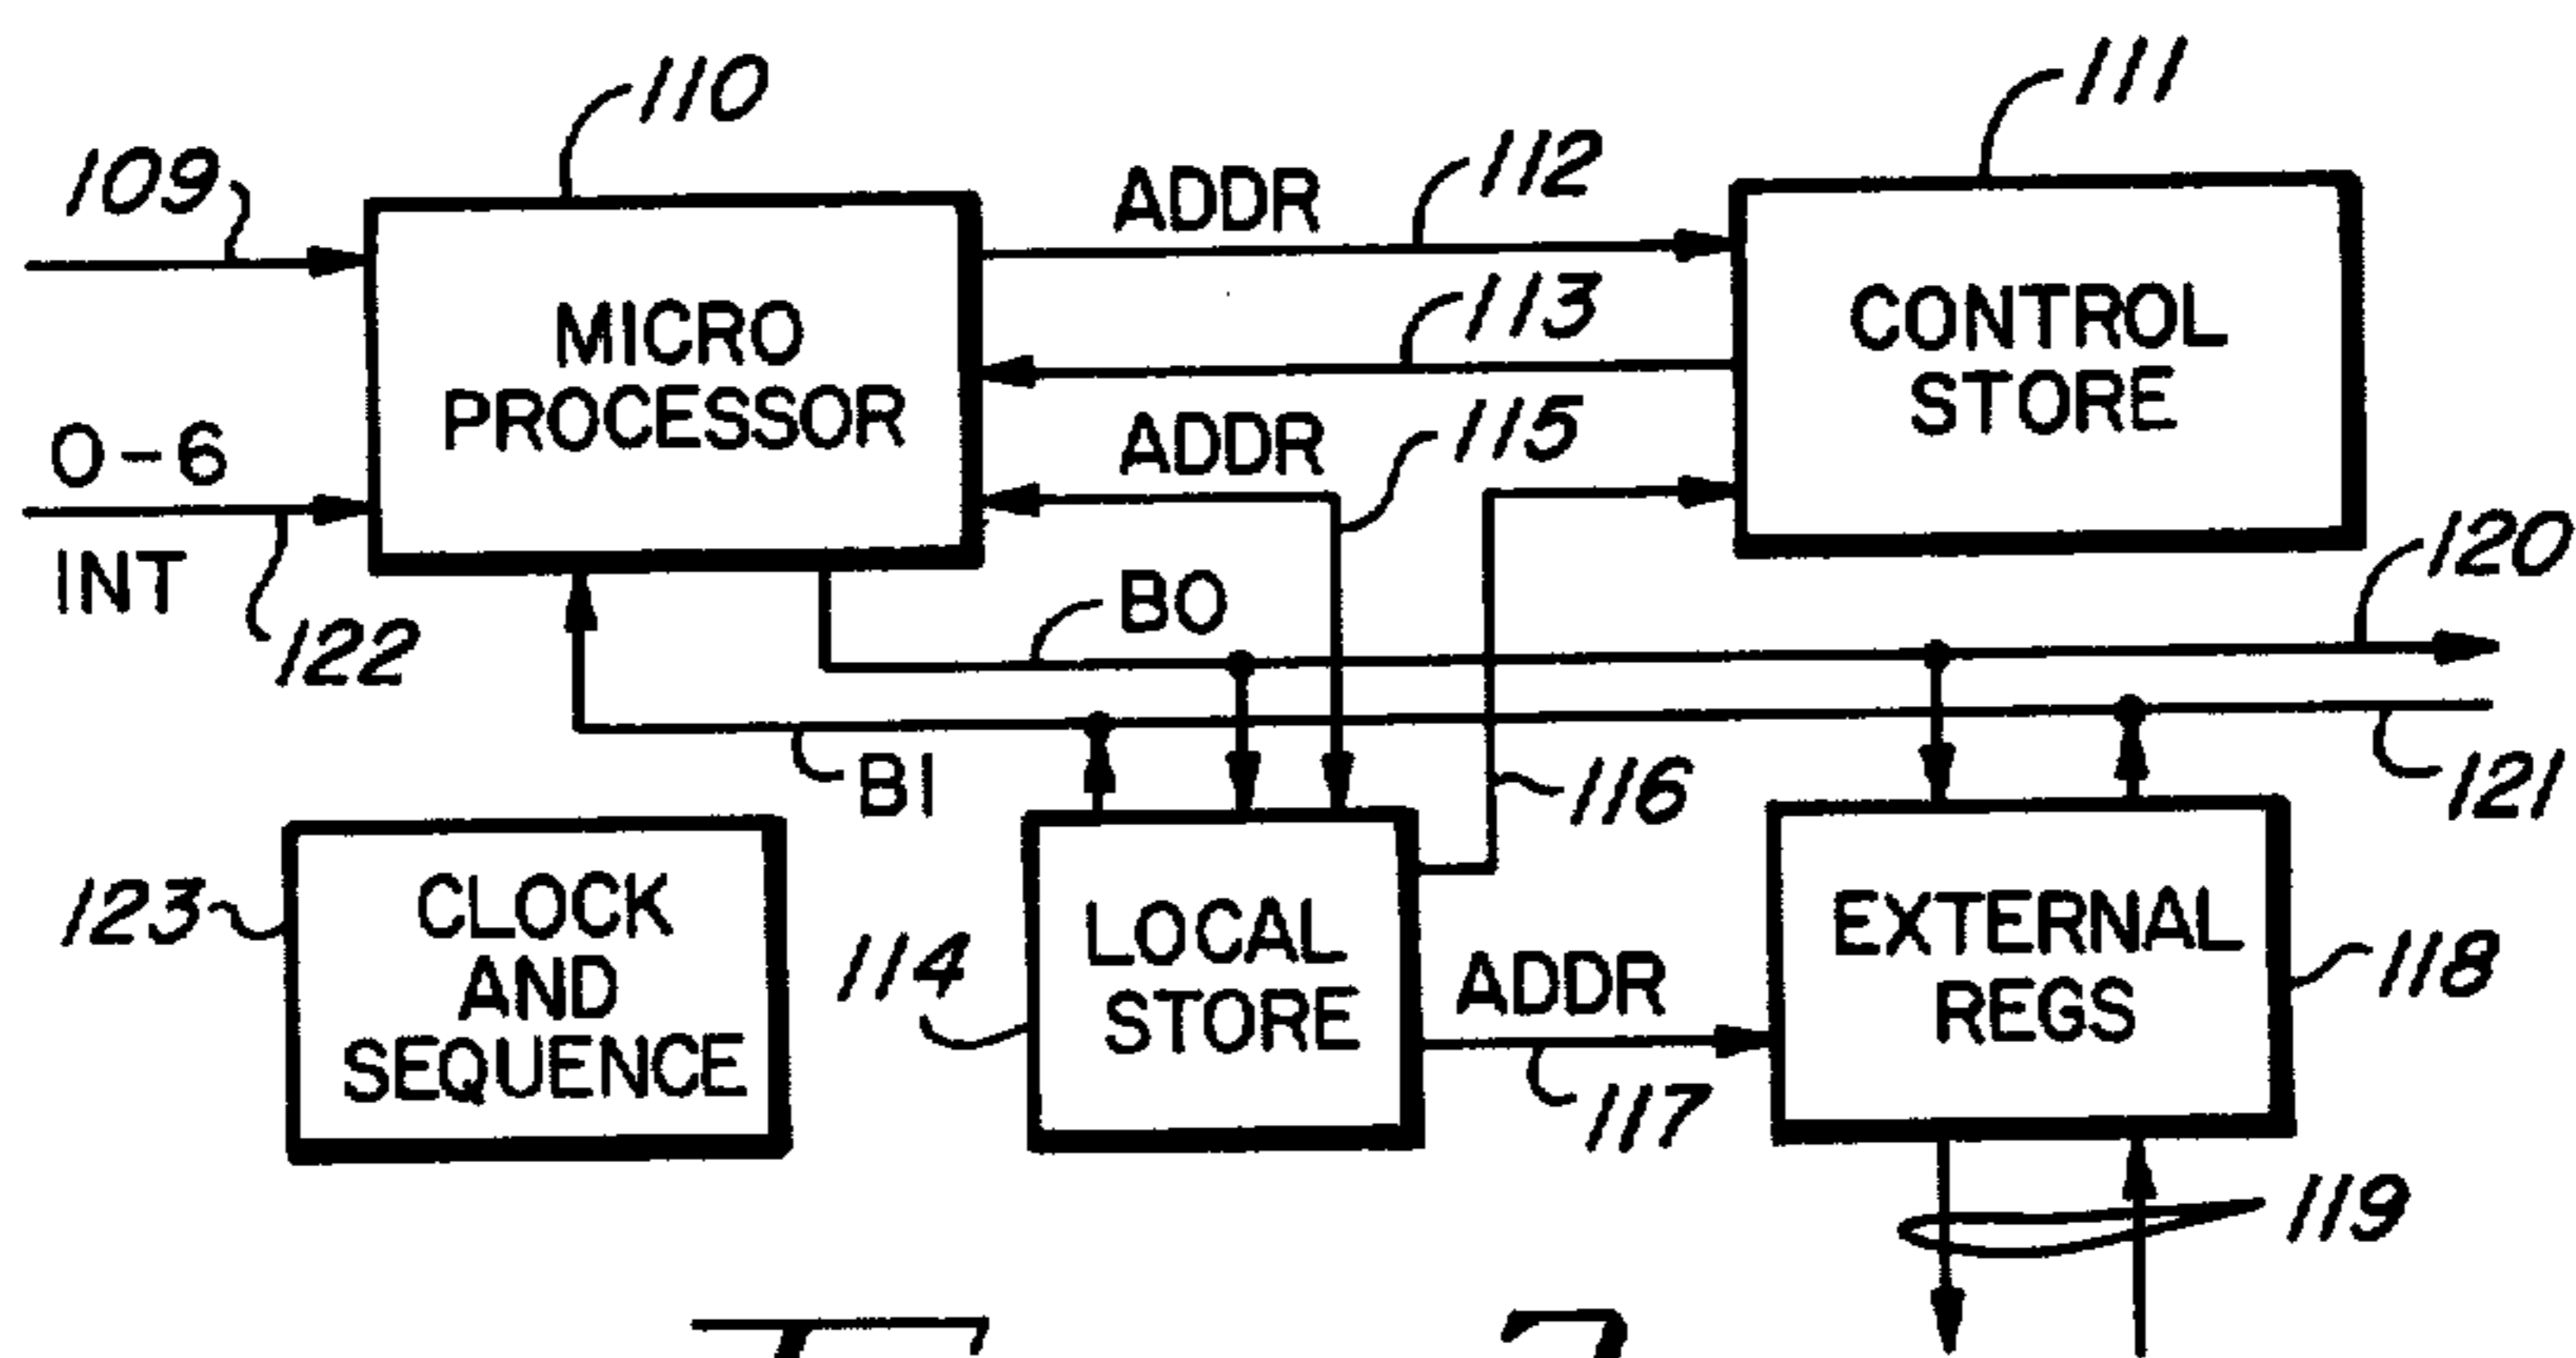 110
111
109
ADDR
112
MICRO
PROCESSOR
113
CONTROL
STORE
0-6
ADDR
115
INT
122
BO
120
BI
116
121
123
CLOCK
AND
SEQUENCE
114
LOCAL
STORE
ADDR
117
EXTERNAL
REGS
118
119